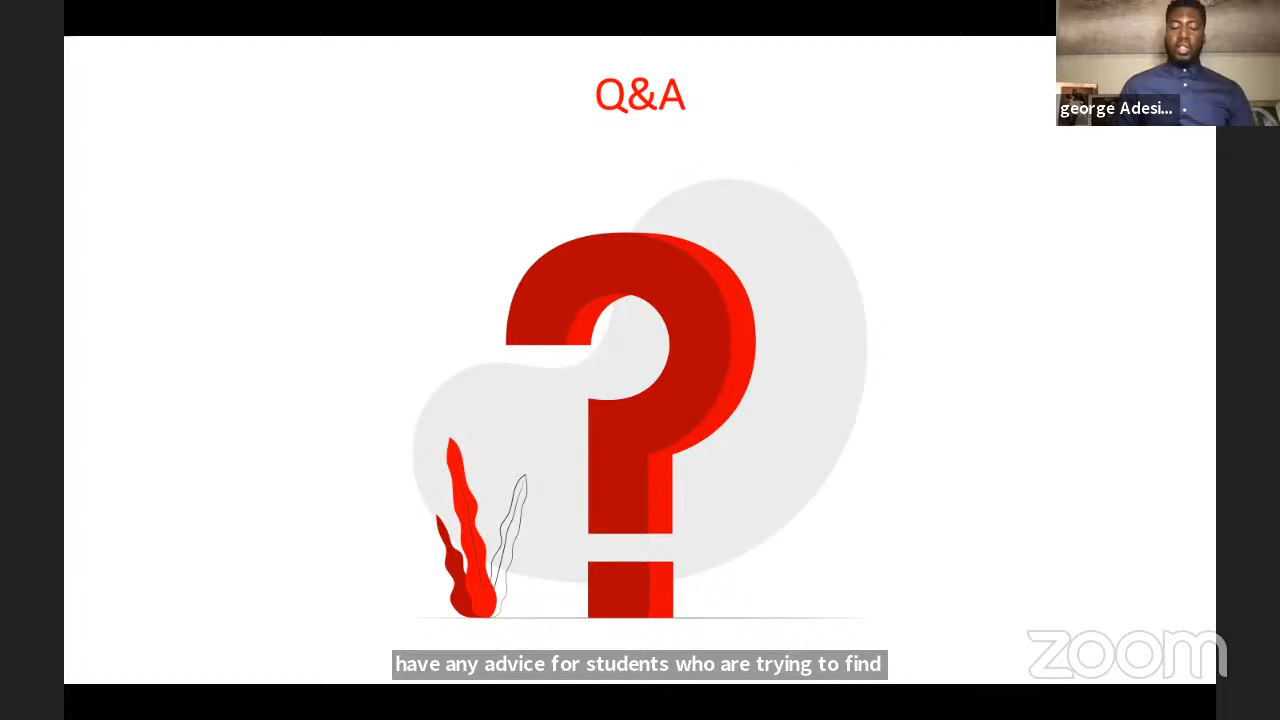 Q&A
george Adesi...
have any advice for students who are trying to find
zoom